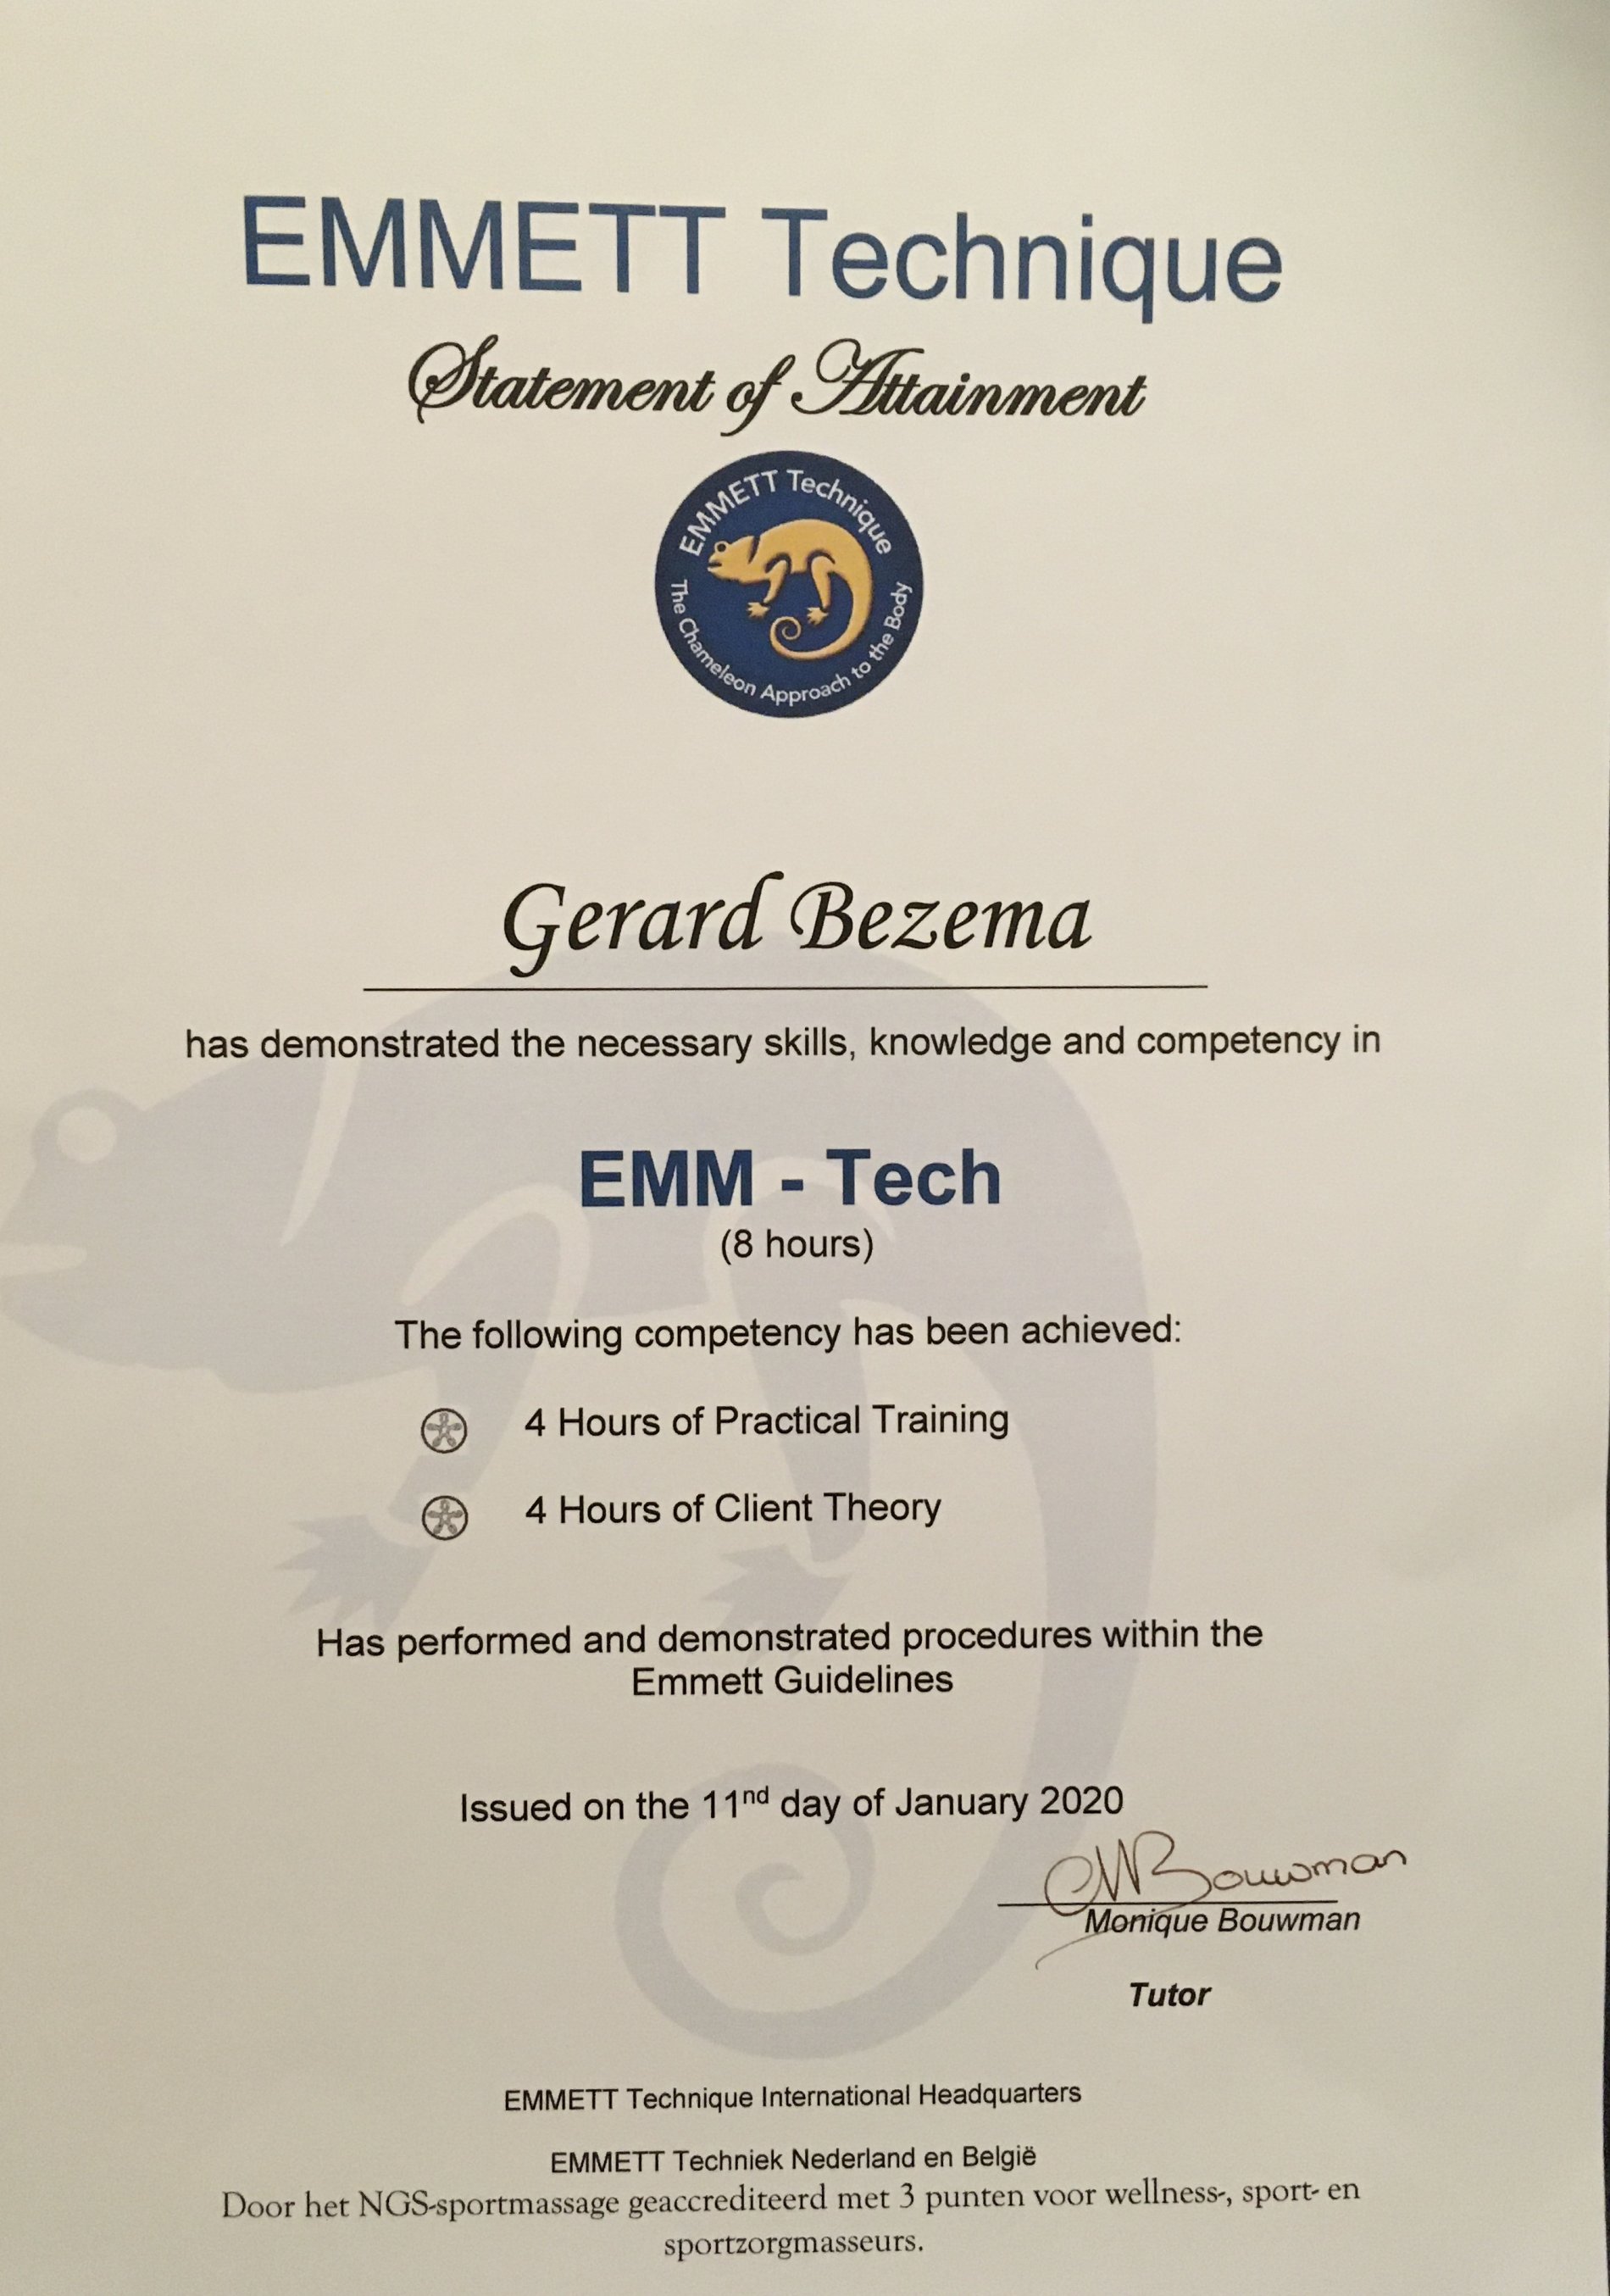 EMMETT Technique
Statement of Attainment
EMMETT Technique
The Chameleon Approach to the Body
Gerard Bezema
has demonstrated the necessary skills, knowledge and competency in
EMM - Tech
(8 hours)
The following competency has been achieved:
4 Hours of Practical Training
4 Hours of Client Theory
Has performed and demonstrated procedures within the
Emmett Guidelines
Issued on the 11nd day of January 2020
MBouwman
Monique Bouwman
Tutor
EMMETT Technique International Headquarters
EMMETT Techniek Nederland en België
Door het NGS-sportmassage geaccrediteerd met 3 punten voor wellness-, sport- en
sportzorgmasseurs.